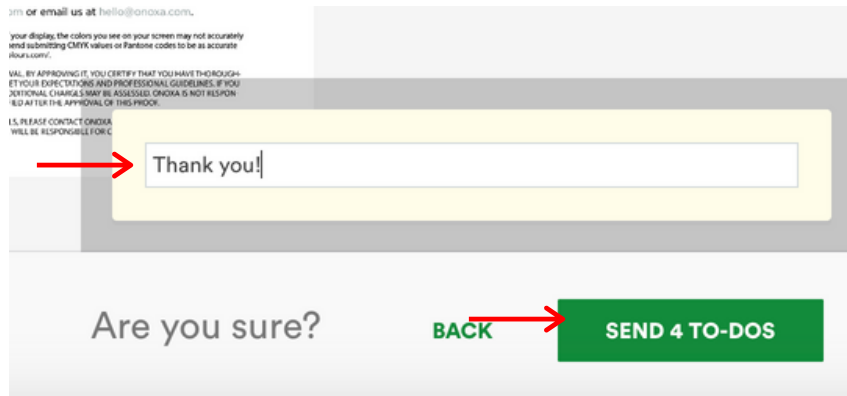 om or email us at hello@onoxa.com.
your display, the colors you see on your screen may not accurately
end submitting CMYK values or Pantone codes to be as accurate
lours.com/.
VAL. BY APPROVING IT, YOU CERTIFY THAT YOU HAVE THOROUGH-
ET YOUR EXPECTATIONS AND PROFESSIONAL GUIDELINES. IF YOU
DDITIONAL CHARGES MAY BE ASSESSED. ONOXA IS NOT RESPON
IED AFTER THE APPROVAL OF THIS PROOF.
LS, PLEASE CONTACT ONOXA
WILL BE RESPONSIBLE FOR C
Thank you!
Are you sure?
BACK
SEND 4 TO-DOS